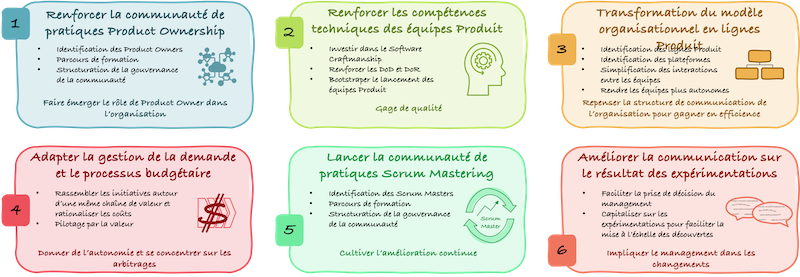 1
Renforcer la communauté de
pratiques Product Ownership
• Identification des Product Owners
• Parcours de formation
• Structuration de la gouvernance
de la communauté
Faire émerger le rôle de Product Owner dans
l'organisation
2
Renforcer les compétences
techniques des équipes Produit
• Investir dans le Software
Craftmanship
• Renforcer les DoD et DoR
• Bootstraper le lancement des
équipes Produit
Gage de qualité
3
Transformation du modèle
organisationnel en lignes
Produit
• Identification des lignes Produit
• Identification des plateformes
• Simplification des interactions
entre les équipes
• Rendre les équipes plus autonomes
Repenser la structure de communication de
l'organisation pour gagner en efficience
4
Adapter la gestion de la demande
et le processus budgétaire
• Rassembler les initiatives autour
d'une même chaîne de valeur et
rationaliser les coûts
• Pilotage par la valeur
$
Donner de l'autonomie et se concentrer sur les
arbitrages
5
Lancer la communauté de
pratiques Scrum Mastering
• Identification des Scrum Masters
• Parcours de formation
• Structuration de la gouvernance
de la communauté
Scrum
Master
Cultiver l'amélioration continue
6
Améliorer la communication sur
le résultat des expérimentations
• Faciliter la prise de décision du
management
• Capitaliser sur les
expérimentations pour faciliter la
mise à l'échelle des découvertes
Impliquer le management dans les
changements